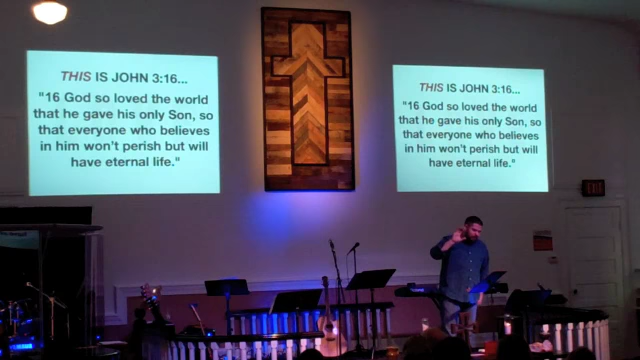 THIS IS JOHN 3:16...
"16 God so loved the world
that he gave his only Son, so
that everyone who believes
in him won't perish but will
have eternal life."
THIS IS JOHN 3:16...
"16 God so loved the world
that he gave his only Son, so
that everyone who believes
in him won't perish but will
have eternal life."
EXIT